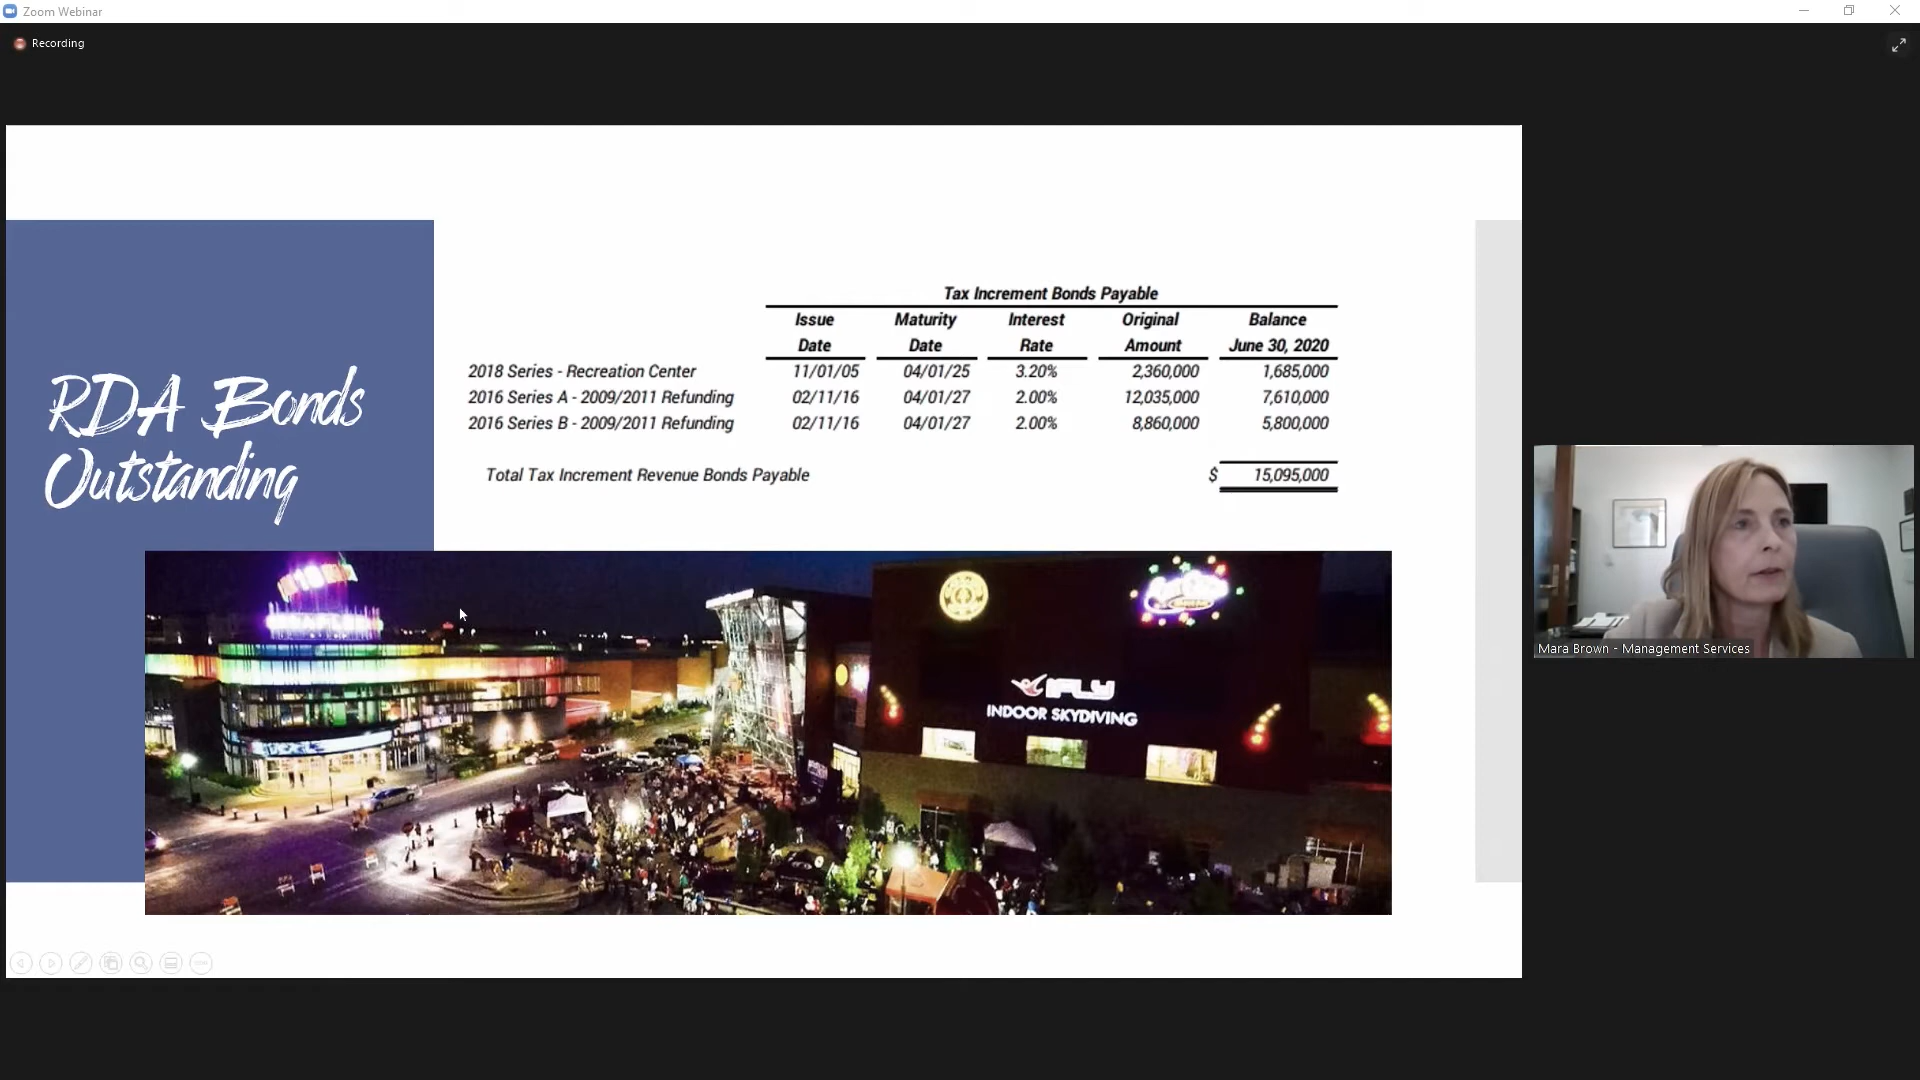 Zoom Webinar
Recording
RDA Bonds
Outstanding
Tax Increment Bonds Payable
Issue Maturity Interest Original Balance
Date Date Rate Amount June 30, 2020
2018 Series - Recreation Center 11/01/05 04/01/25 3.20% 2,360,000 1,685,000
2016 Series A - 2009/2011 Refunding 02/11/16 04/01/27 2.00% 12,035,000 7,610,000
2016 Series B - 2009/2011 Refunding 02/11/16 04/01/27 2.00% 8,860,000 5,800,000
Total Tax Increment Revenue Bonds Payable $ 15,095,000
iFLY
INDOOR SKYDIVING
Mara Brown - Management Services